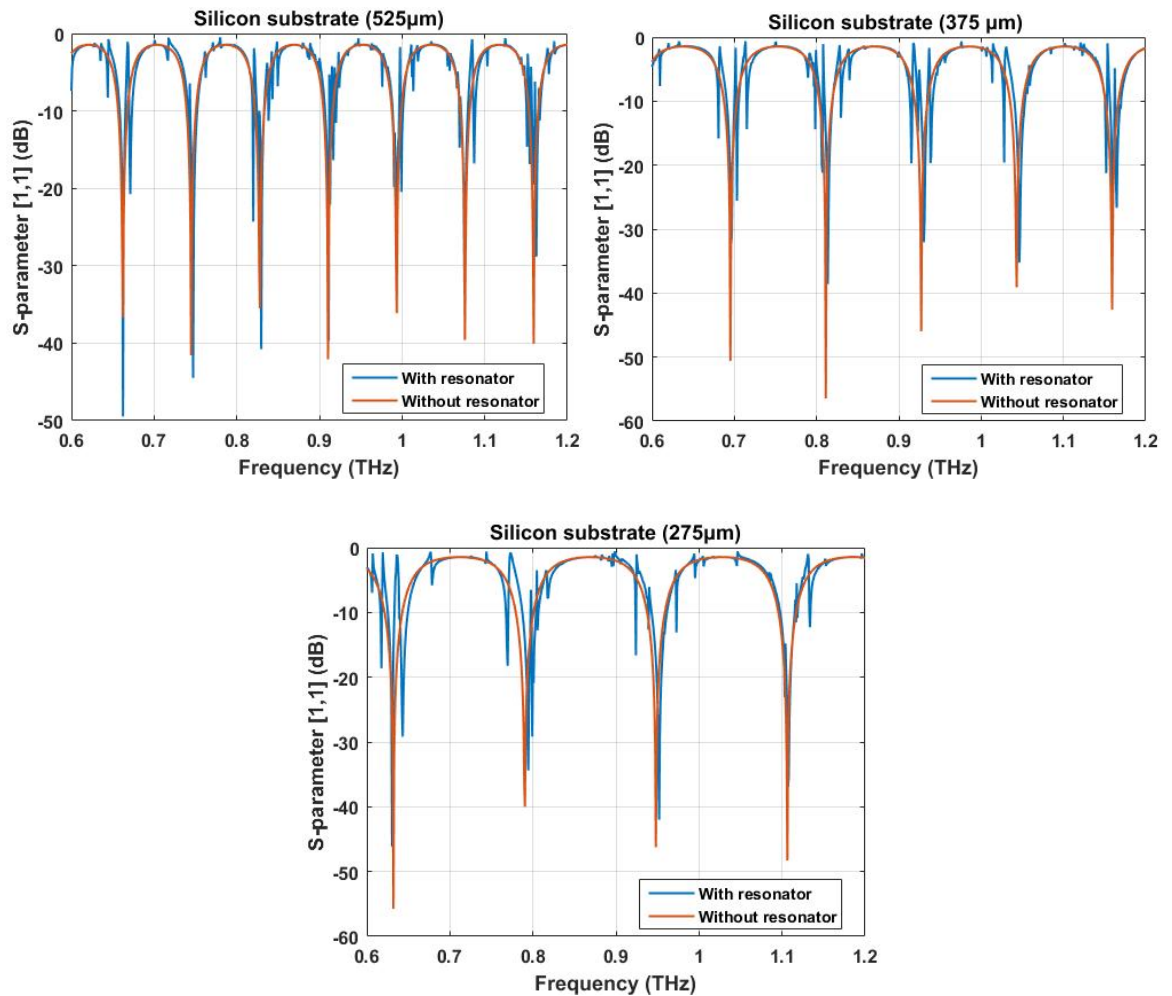 Silicon substrate (525µm)
0
-10
-20
-30
-40
-50
S-parameter [1,1] (dB)
With resonator
Without resonator
0.6 0.7 0.8 0.9 1 1.1 1.2
Frequency (THz)
Silicon substrate (375 µm)
0
-10
-20
-30
-40
-50
-60
S-parameter [1,1] (dB)
With resonator
Without resonator
0.6 0.7 0.8 0.9 1 1.1 1.2
Frequency (THz)
Silicon substrate (275µm)
0
-10
-20
-30
-40
-50
-60
S-parameter [1,1] (dB)
With resonator
Without resonator
0.6 0.7 0.8 0.9 1 1.1 1.2
Frequency (THz)